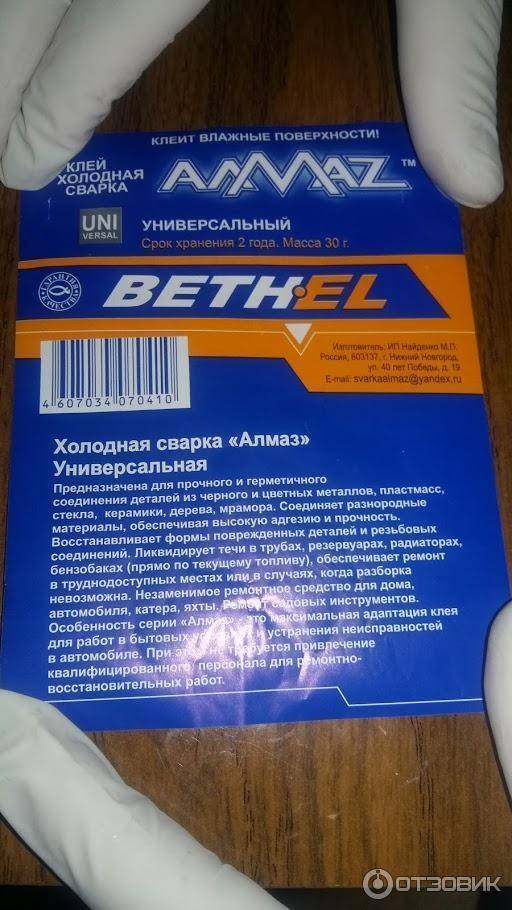 КЛЕИТ ВЛАЖНЫЕ ПОВЕРХНОСТИ!
КЛЕЙ
ХОЛОДНАЯ
СВАРКА
АЛМАZ™
UNI
VERSAL
УНИВЕРСАЛЬНЫЙ
Срок хранения 2 года. Масса 30 г.
ГАРАНТИЯ КАЧЕСТВА
BETH·EL
Изготовитель: ИП Найденко М.П.
Россия, 603137, г. Нижний Новгород,
ул. 40 лет Победы, д. 19
E-mail: svarkaalmaz@yandex.ru
4 607034 070410
Холодная сварка «Алмаз»
Универсальная
Предназначена для прочного и герметичного
соединения деталей из черного и цветных металлов, пластмасс,
стекла, керамики, дерева, мрамора. Соединяет разнородные
материалы, обеспечивая высокую адгезию и прочность.
Восстанавливает формы поврежденных деталей и резьбовых
соединений. Ликвидирует течи в трубах, резервуарах, радиаторах,
бензобаках (прямо по текущему топливу), обеспечивает ремонт
в труднодоступных местах или в случаях, когда разборка
невозможна. Незаменимое ремонтное средство для дома,
автомобиля, катера, яхты. Ремонт садовых инструментов.
Особенность серии «Алмаз» - это максимальная адаптация клея
для работ в бытовых устранения неисправностей
в автомобиле. При этом не требуется привлечение
квалифицированного персонала для ремонтно-
восстановительных работ.
ОТЗОВИК